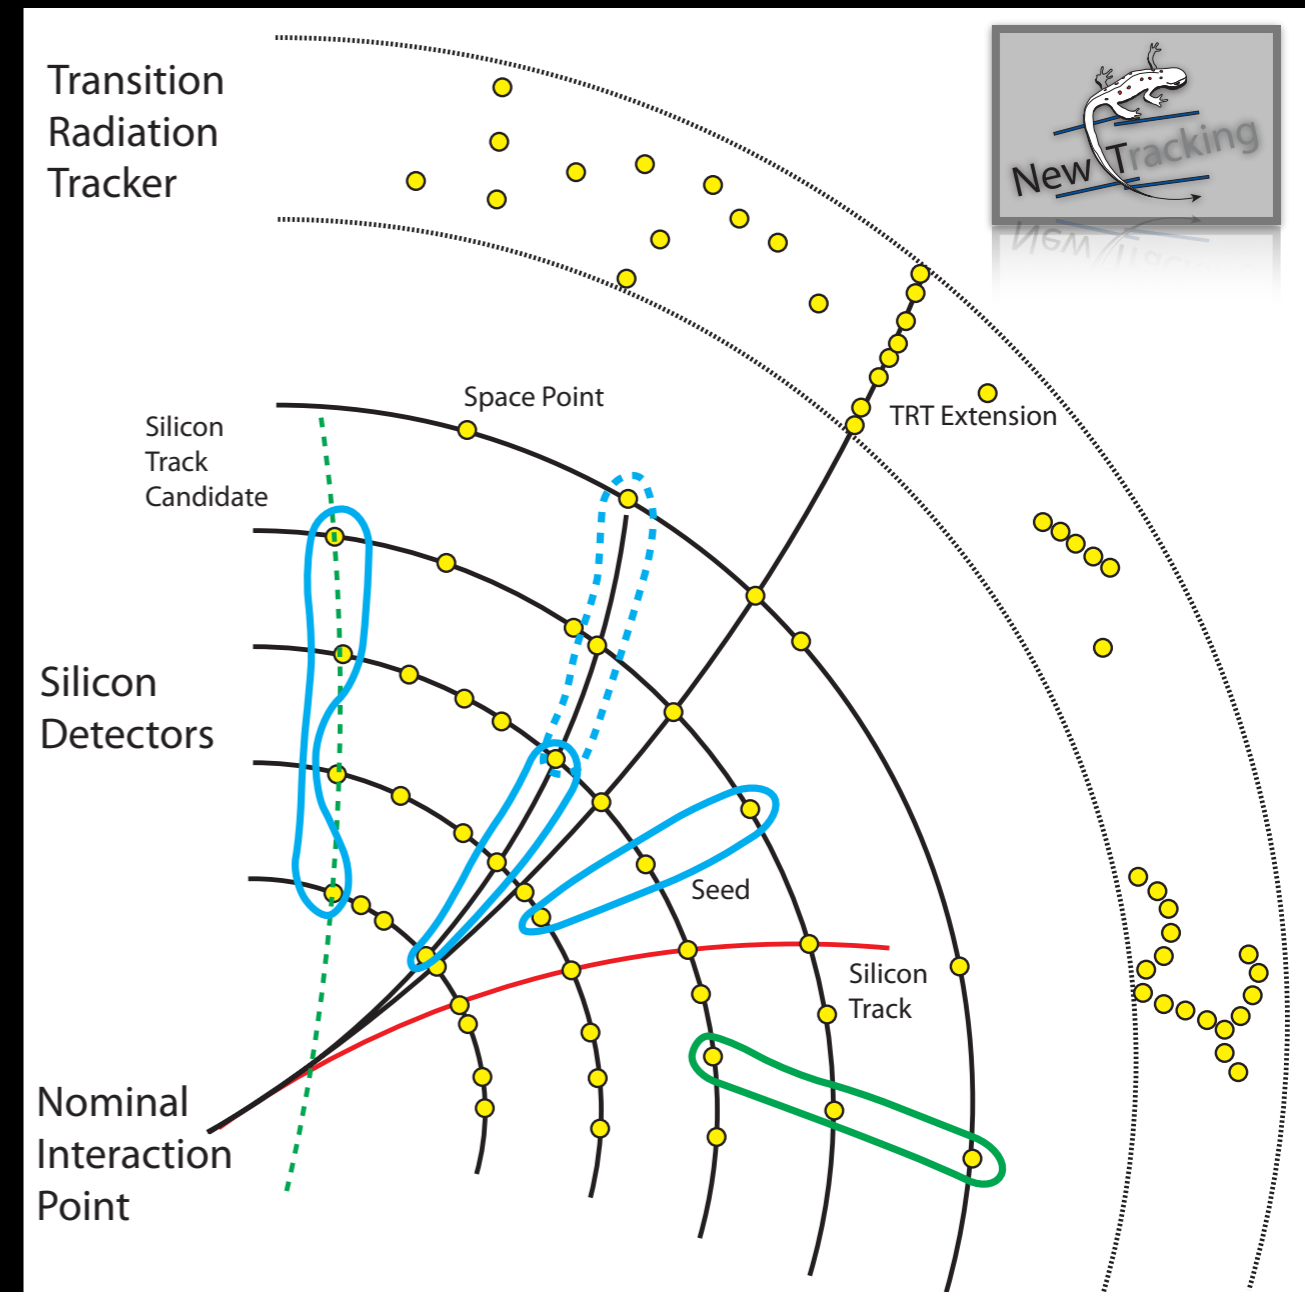 Transition
Radiation
Tracker
New Tracking
Space Point
TRT Extension
Silicon
Track
Candidate
Silicon
Detectors
Seed
Silicon
Track
Nominal
Interaction
Point